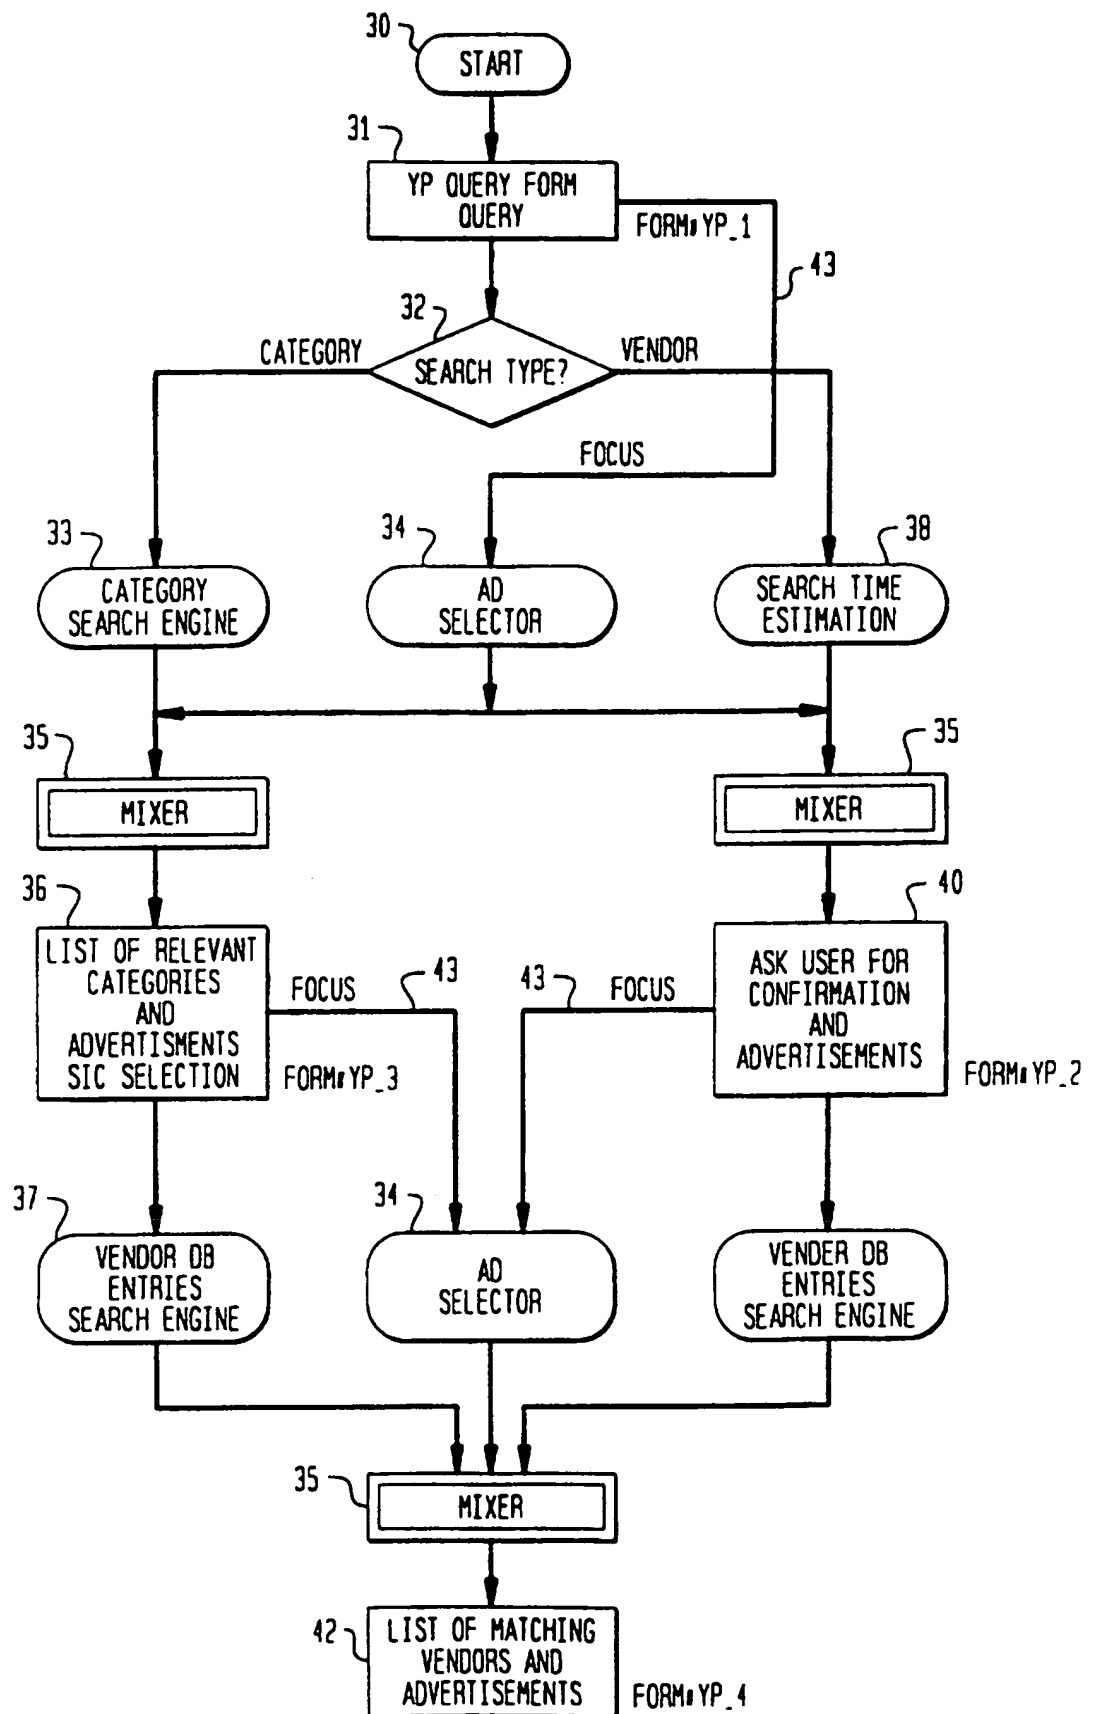 30
START
31
YP QUERY FORM
QUERY
FORM#YP_1
43
32
CATEGORY
SEARCH TYPE?
VENDOR
FOCUS
33
CATEGORY
SEARCH ENGINE
34
AD
SELECTOR
38
SEARCH TIME
ESTIMATION
35
MIXER
35
MIXER
36
LIST OF RELEVANT
CATEGORIES
AND
ADVERTISMENTS
SIC SELECTION
FOCUS
43
FORM#YP_3
43
FOCUS
40
ASK USER FOR
CONFIRMATION
AND
ADVERTISEMENTS
FORM#YP_2
37
VENDOR DB
ENTRIES
SEARCH ENGINE
34
AD
SELECTOR
VENDER DB
ENTRIES
SEARCH ENGINE
35
MIXER
42
LIST OF MATCHING
VENDORS AND
ADVERTISEMENTS
FORM#YP_4